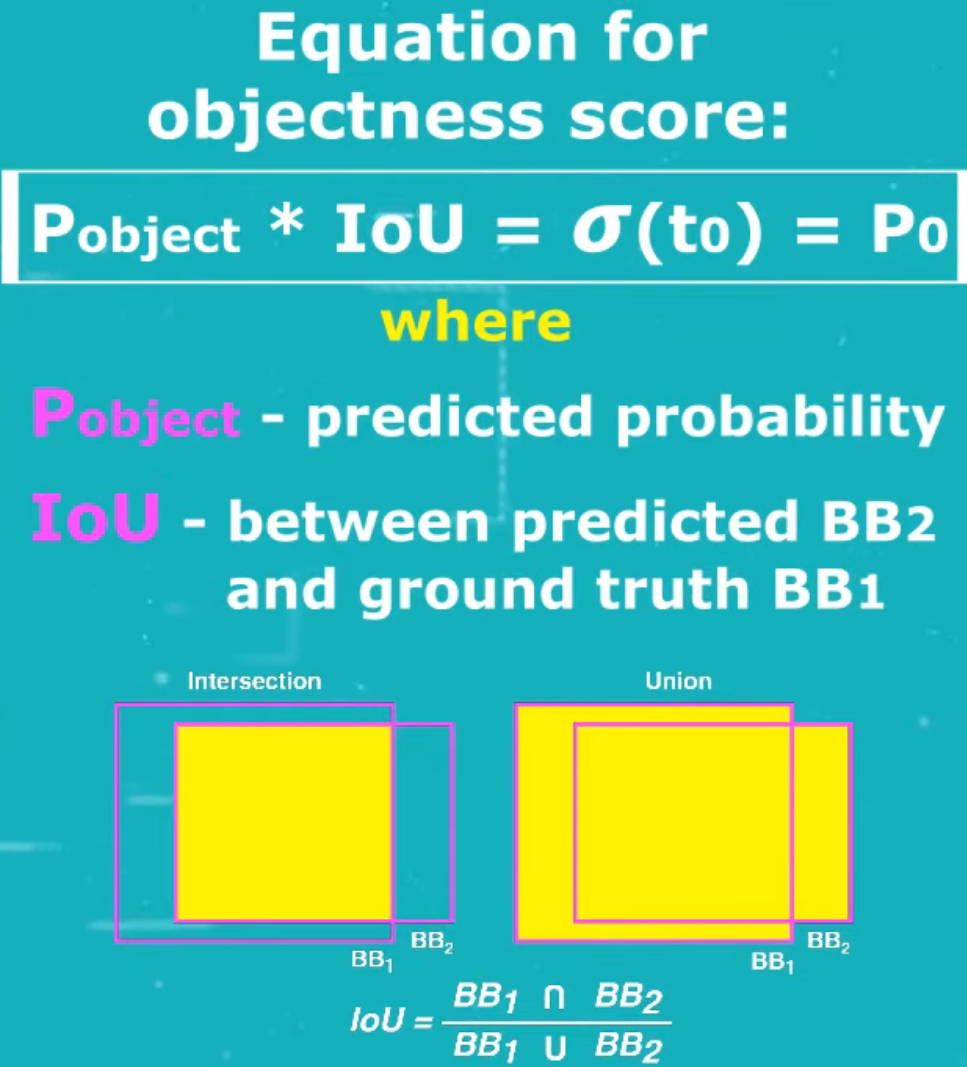 Equation for
objectness score:
Pobject * IoU = σ(t0) = P0
where
Pobject - predicted probability
IoU - between predicted BB2
and ground truth BB1
Intersection
Union
BB1
BB2
BB1
BB2
IoU = BB1 ∩ BB2
BB1 ∪ BB2